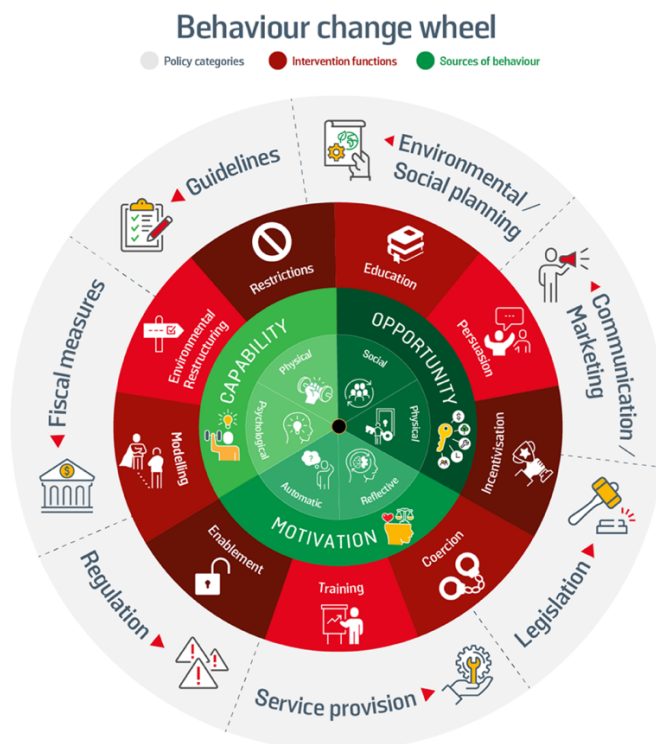 Behaviour change wheel
Policy categories
Intervention functions
Sources of behaviour
Guidelines
Environmental /
Social planning
Communication /
Marketing
Legislation
Service provision
Regulation
Fiscal measures
Restrictions
Education
Persuasion
Incentivisation
Coercion
Training
Enablement
Modelling
Environmental
Restructuring
CAPABILITY
OPPORTUNITY
MOTIVATION
Physical
Social
Physical
Reflective
Automatic
Psychological